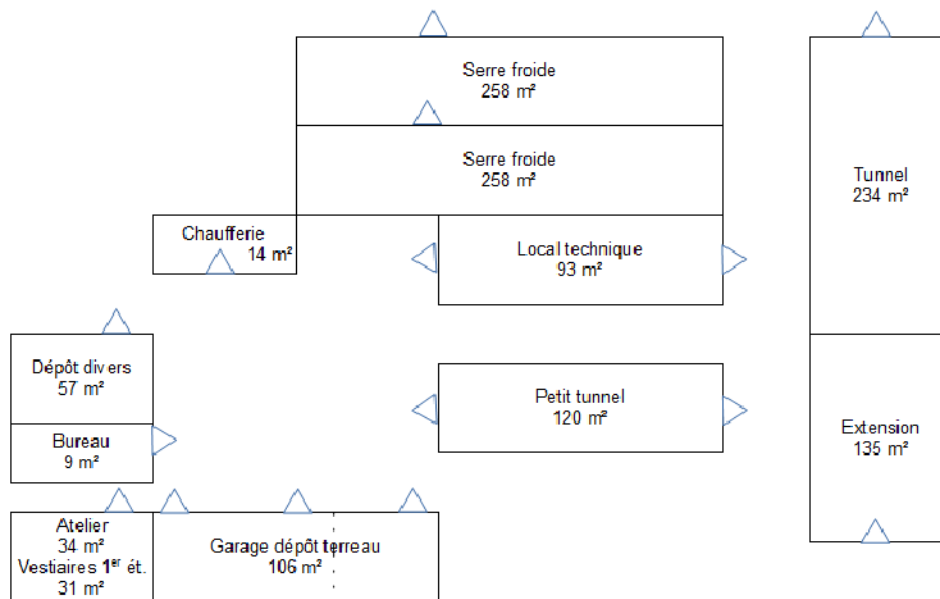 Serre froide
258 m²
Serre froide
258 m²
Tunnel
234 m²
Chaufferie
14 m²
Local technique
93 m²
Dépôt divers
57 m²
Petit tunnel
120 m²
Bureau
9 m²
Extension
135 m²
Atelier
34 m²
Vestiaires 1er ét.
31 m²
Garage dépôt terreau
106 m²